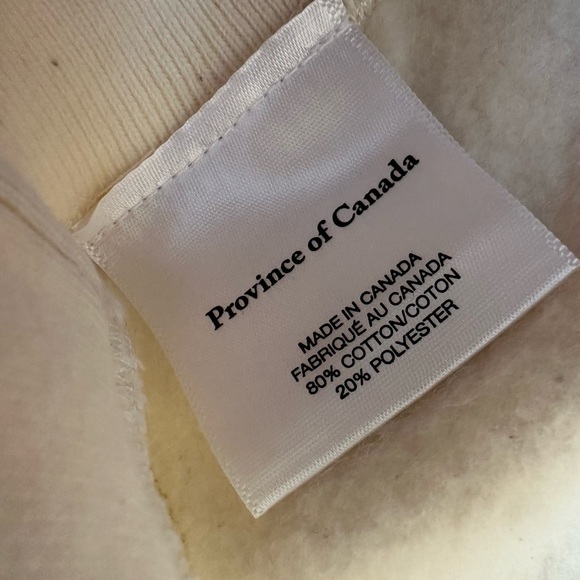 Province of Canada
MADE IN CANADA
FABRIQUÉ AU CANADA
80% COTTON/COTON
20% POLYESTER